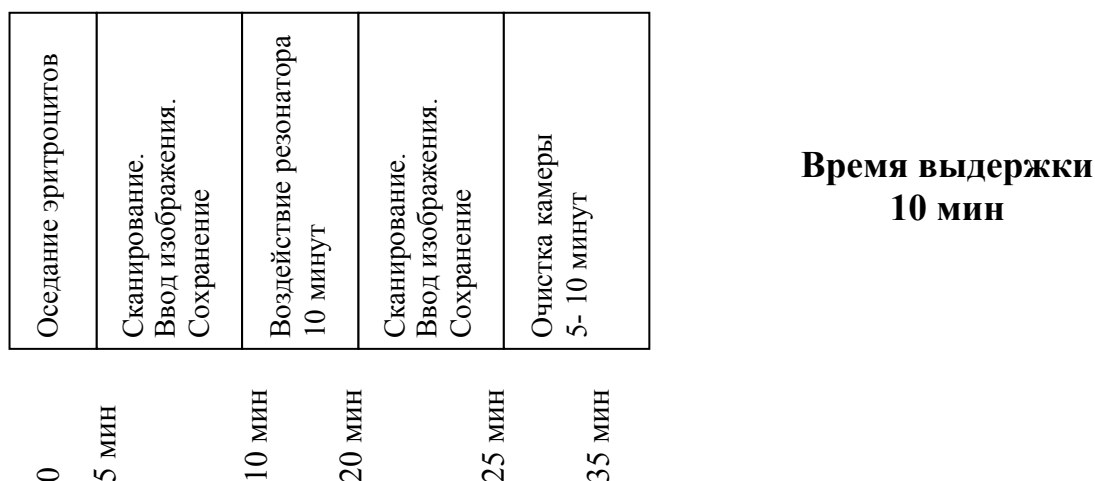 Оседание эритроцитов
Сканирование.
Ввод изображения.
Сохранение
Воздействие резонатора
10 минут
Сканирование.
Ввод изображения.
Сохранение
Очистка камеры
5- 10 минут
Время выдержки
10 мин
0
5 мин
10 мин
20 мин
25 мин
35 мин